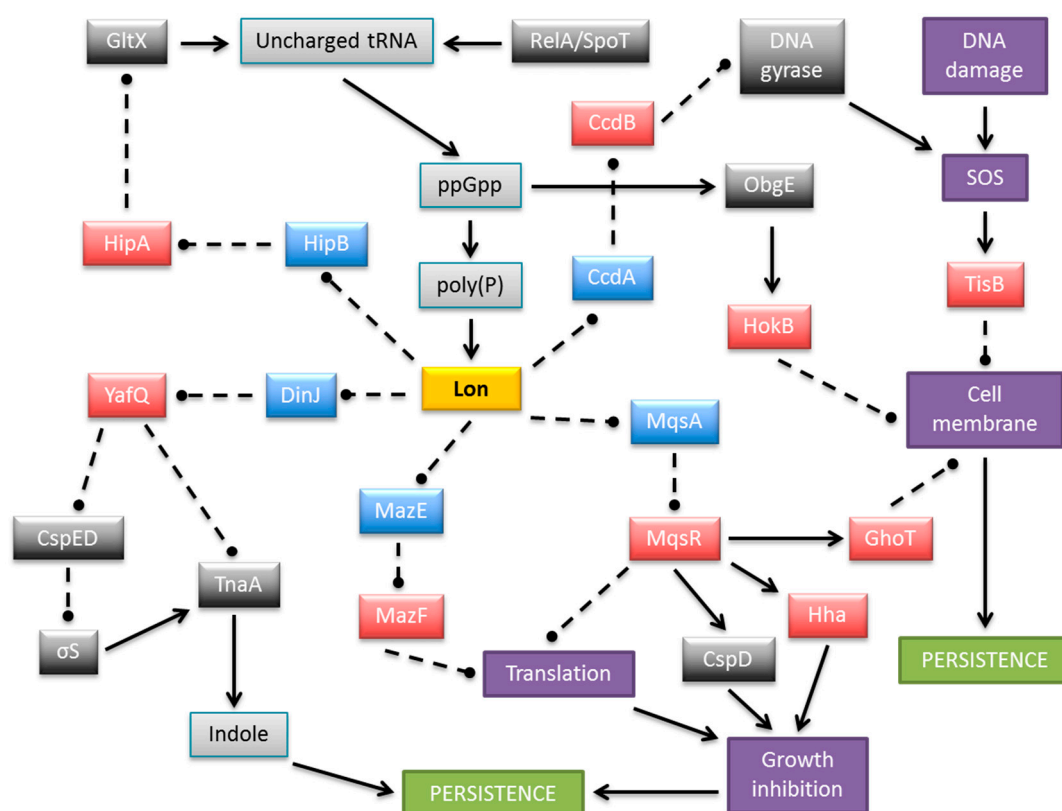 GltX
Uncharged tRNA
RelA/SpoT
DNA
gyrase
DNA
damage
CcdB
ppGpp
ObgE
SOS
HipA
HipB
CcdA
poly(P)
TisB
HokB
YafQ
DinJ
Lon
MqsA
Cell
membrane
MazE
CspED
MqsR
GhoT
TnaA
MazF
Hha
σS
Translation
CspD
PERSISTENCE
Indole
Growth
inhibition
PERSISTENCE